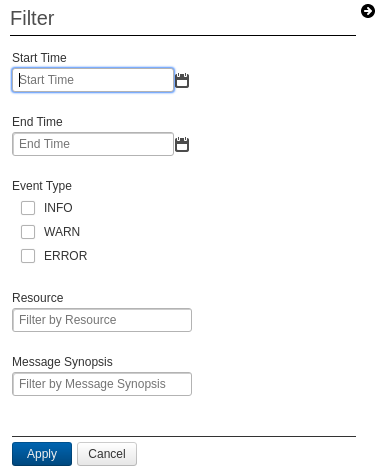 Filter
Start Time
Start Time
End Time
End Time
Event Type
INFO
WARN
ERROR
Resource
Filter by Resource
Message Synopsis
Filter by Message Synopsis
Apply Cancel